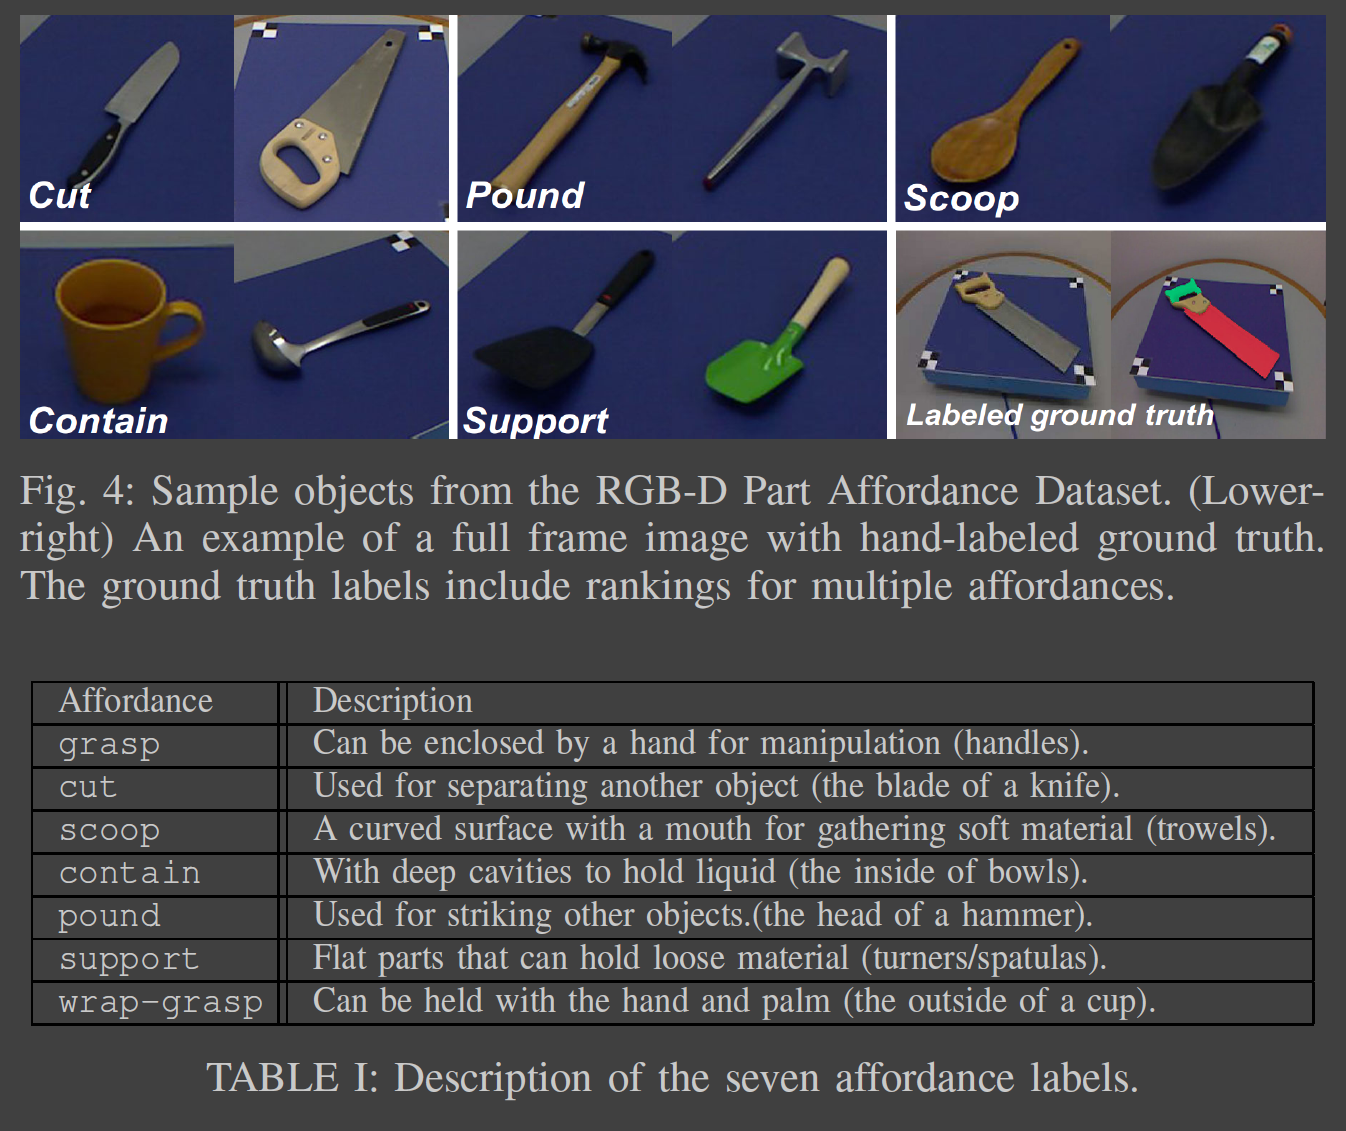 Cut
Pound
Scoop
Contain
Support
Labeled ground truth
Fig. 4: Sample objects from the RGB-D Part Affordance Dataset. (Lower-
right) An example of a full frame image with hand-labeled ground truth.
The ground truth labels include rankings for multiple affordances.
Affordance Description
grasp Can be enclosed by a hand for manipulation (handles).
cut Used for separating another object (the blade of a knife).
scoop A curved surface with a mouth for gathering soft material (trowels).
contain With deep cavities to hold liquid (the inside of bowls).
pound Used for striking other objects.(the head of a hammer).
support Flat parts that can hold loose material (turners/spatulas).
wrap-grasp Can be held with the hand and palm (the outside of a cup).
TABLE I: Description of the seven affordance labels.